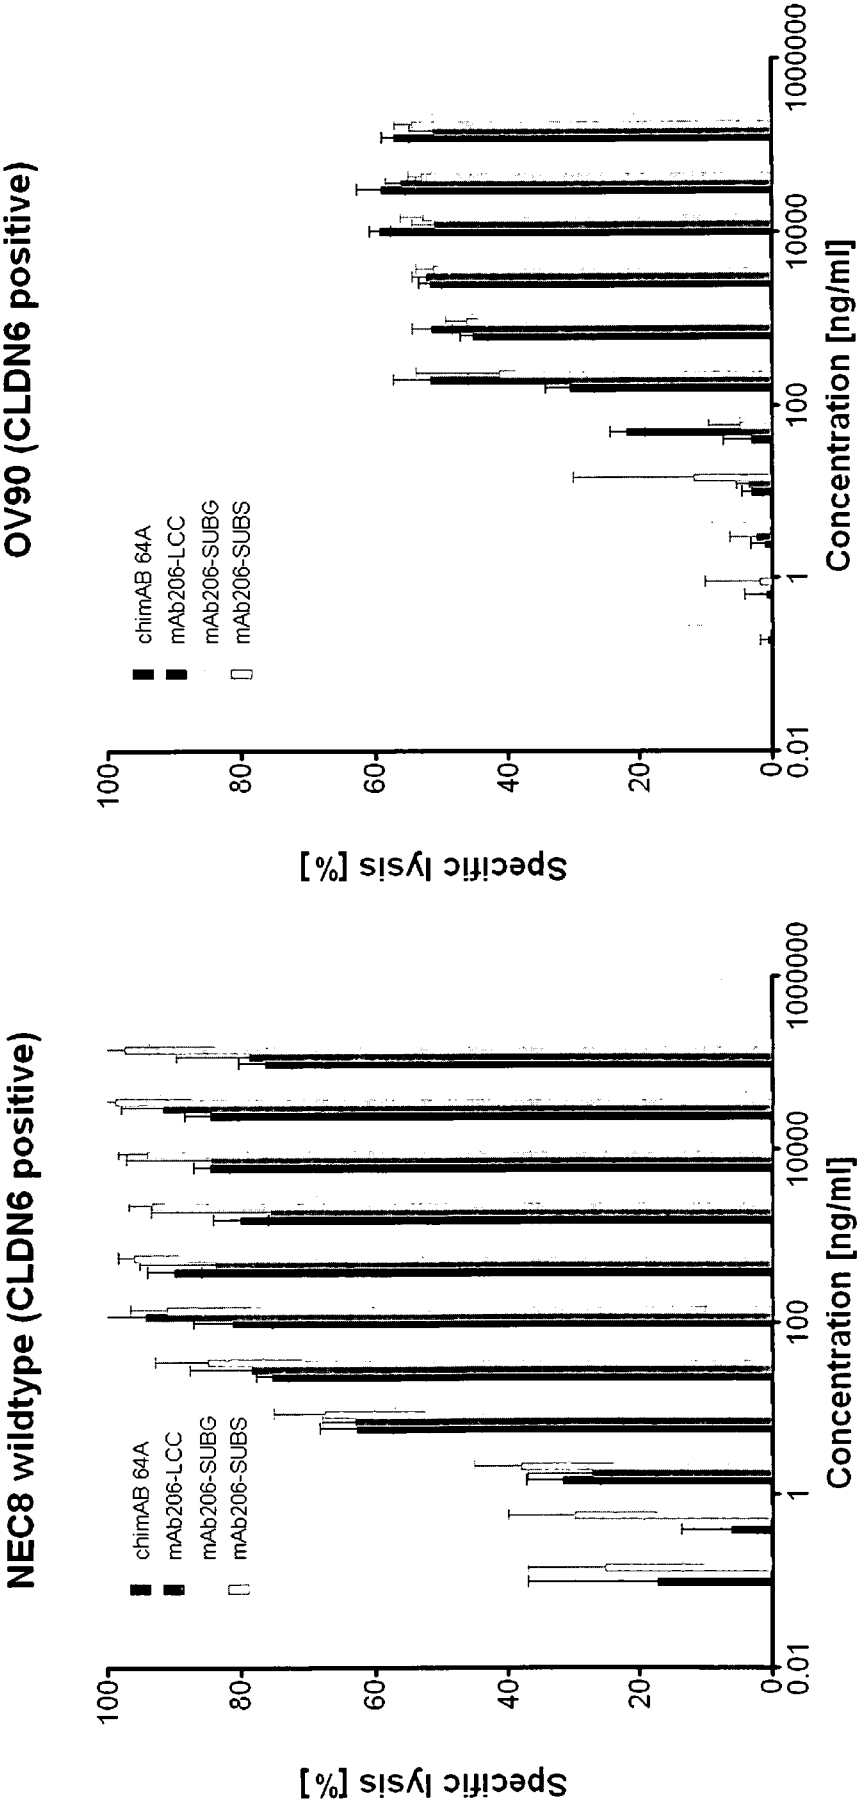 NEC8 wildtype (CLDN6 positive)
chimAB 64A
mAb206-LCC
mAb206-SUBG
mAb206-SUBS
Specific lysis [%]
100
80
60
40
20
0
0.01
1
100
10000
1000000
Concentration [ng/ml]
OV90 (CLDN6 positive)
chimAB 64A
mAb206-LCC
mAb206-SUBG
mAb206-SUBS
Specific lysis [%]
100
80
60
40
20
0
0.01
1
100
10000
1000000
Concentration [ng/ml]